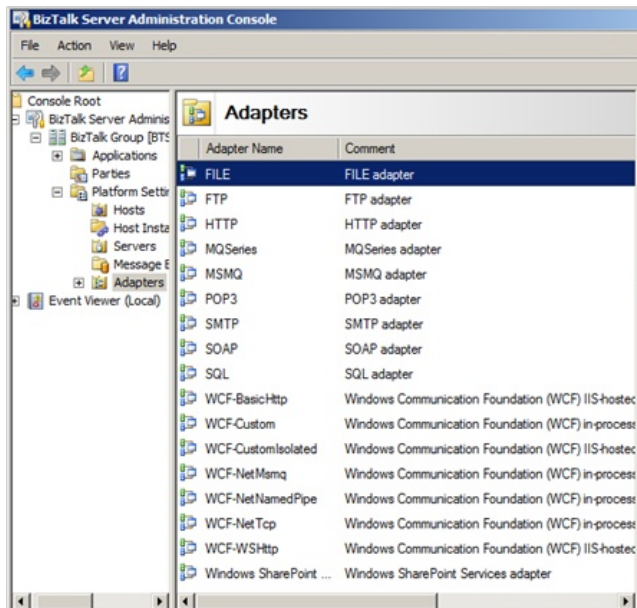 BizTalk Server Administration Console
File Action View Help
Console Root
BizTalk Server Adminis
BizTalk Group [BTS
Applications
Parties
Platform Settin
Hosts
Host Insta
Servers
Message B
Adapters
Event Viewer (Local)
Adapters
Adapter Name Comment
FILE FILE adapter
FTP FTP adapter
HTTP HTTP adapter
MQSeries MQSeries adapter
MSMQ MSMQ adapter
POP3 POP3 adapter
SMTP SMTP adapter
SOAP SOAP adapter
SQL SQL adapter
WCF-BasicHttp Windows Communication Foundation (WCF) IIS-hosted
WCF-Custom Windows Communication Foundation (WCF) in-process
WCF-CustomIsolated Windows Communication Foundation (WCF) IIS-hosted
WCF-NetMsmq Windows Communication Foundation (WCF) in-process
WCF-NetNamedPipe Windows Communication Foundation (WCF) in-process
WCF-NetTcp Windows Communication Foundation (WCF) in-process
WCF-WSHttp Windows Communication Foundation (WCF) IIS-hosted
Windows SharePoint ... Windows SharePoint Services adapter